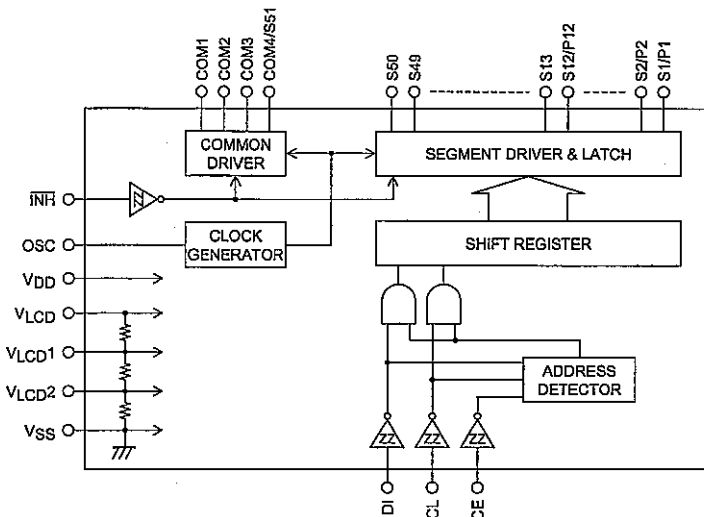 COM1
COM2
COM3
COM4/S51
S50
S49
S13
S12/P12
S2/P2
S1/P1
COMMON
DRIVER
SEGMENT DRIVER & LATCH
INH
OSC
CLOCK
GENERATOR
SHIFT REGISTER
VDD
VLCD
VLCD1
VLCD2
VSS
ADDRESS
DETECTOR
DI
CL
CE